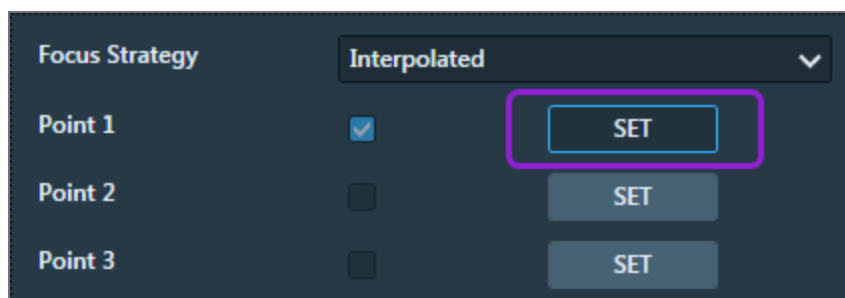 Focus Strategy Interpolated
Point 1 SET
Point 2 SET
Point 3 SET